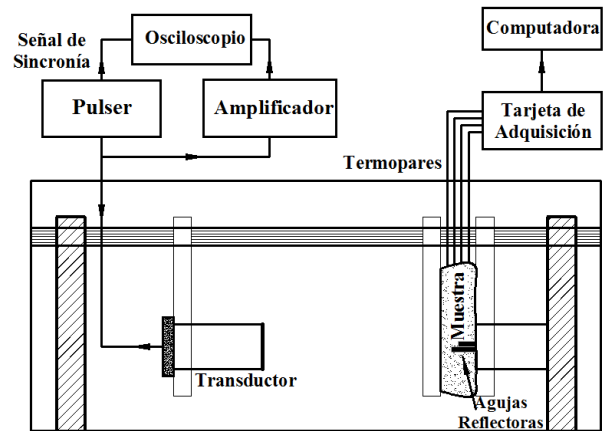 Señal de
Sincronía
Osciloscopio
Computadora
Pulser
Amplificador
Tarjeta de
Adquisición
Termopares
Muestra
Transductor
Agujas
Reflectoras